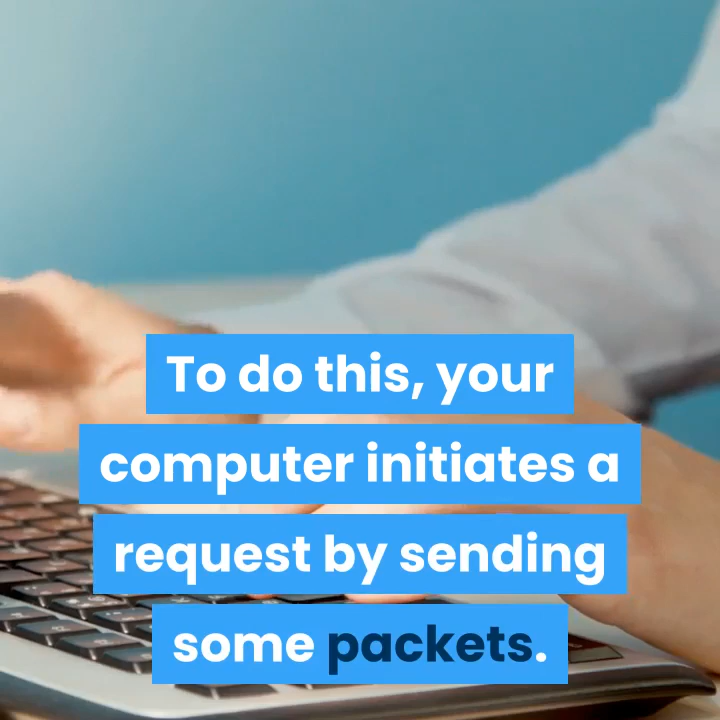 To do this, your
computer initiates a
request by sending
some packets.